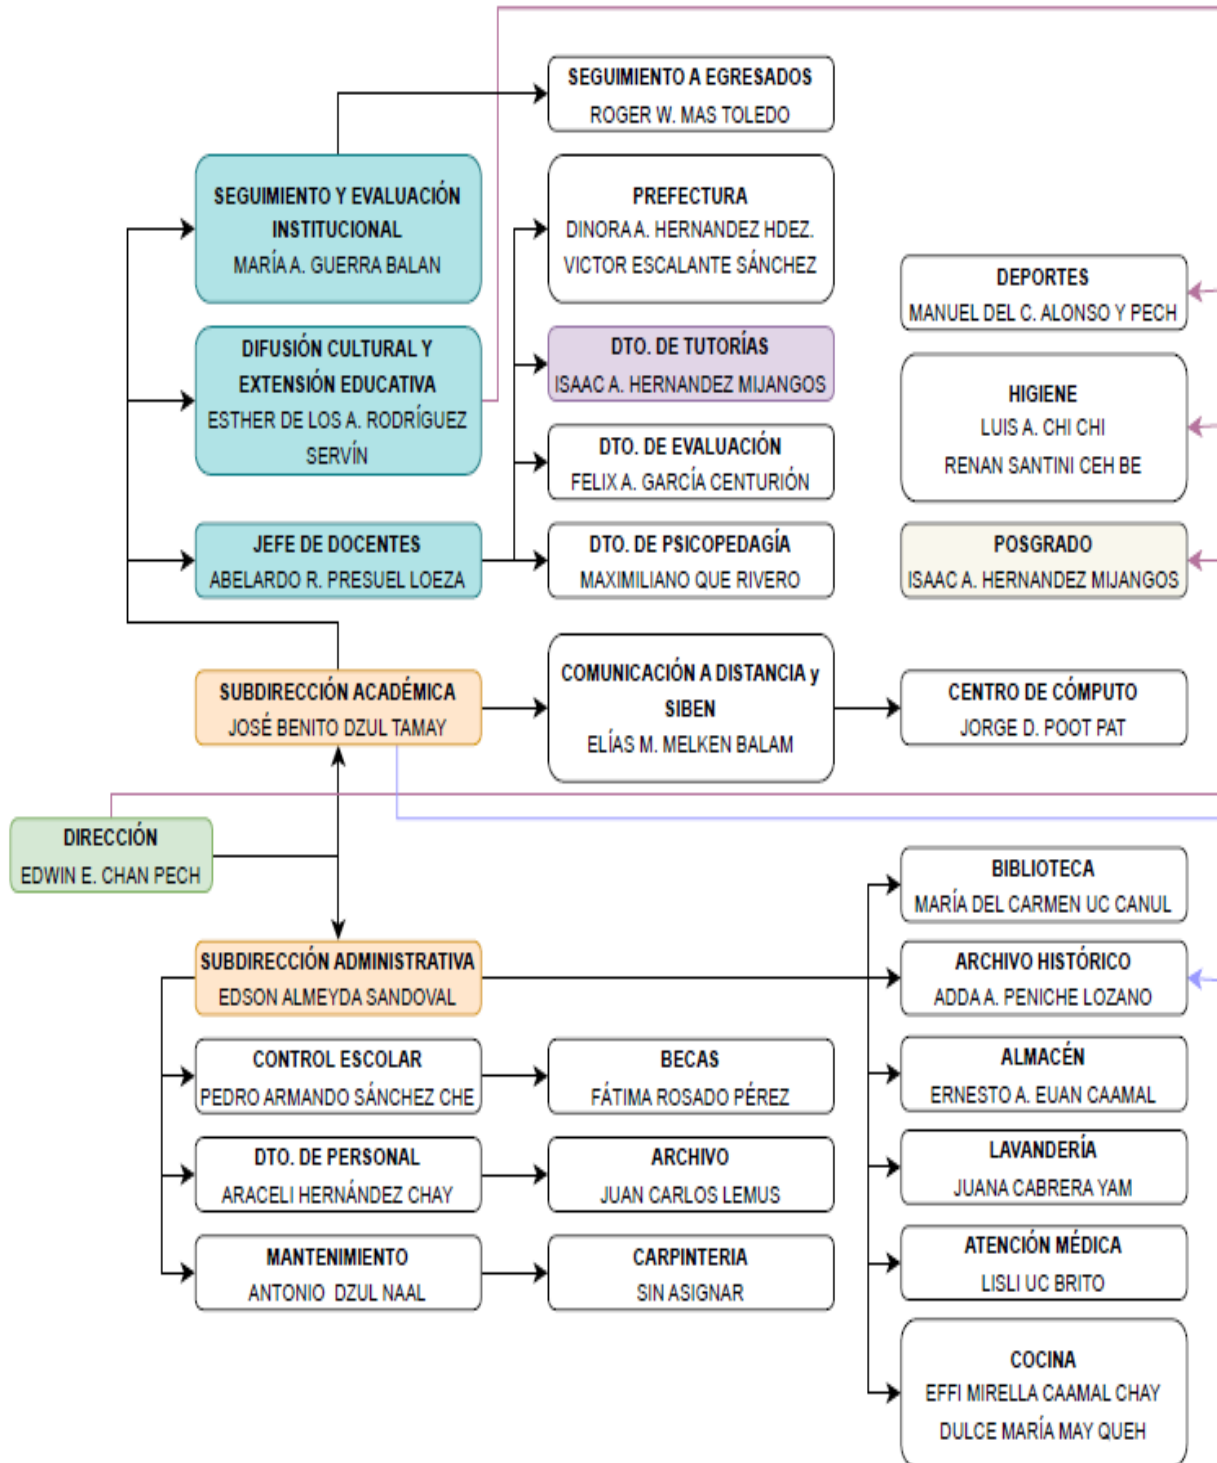 SEGUIMIENTO A EGRESADOS
ROGER W. MAS TOLEDO
SEGUIMIENTO Y EVALUACIÓN
INSTITUCIONAL
MARÍA A. GUERRA BALAN
PREFECTURA
DINORA A. HERNANDEZ HDEZ.
VICTOR ESCALANTE SÁNCHEZ
DEPORTES
MANUEL DEL C. ALONSO Y PECH
DIFUSIÓN CULTURAL Y
EXTENSIÓN EDUCATIVA
ESTHER DE LOS A. RODRÍGUEZ
SERVÍN
DTO. DE TUTORÍAS
ISAAC A. HERNANDEZ MIJANGOS
HIGIENE
LUIS A. CHI CHI
RENAN SANTINI CEH BE
DTO. DE EVALUACIÓN
FELIX A. GARCÍA CENTURIÓN
JEFE DE DOCENTES
ABELARDO R. PRESUEL LOEZA
DTO. DE PSICOPEDAGÍA
MAXIMILIANO QUE RIVERO
POSGRADO
ISAAC A. HERNANDEZ MIJANGOS
SUBDIRECCIÓN ACADÉMICA
JOSÉ BENITO DZUL TAMAY
COMUNICACIÓN A DISTANCIA y
SIBEN
ELÍAS M. MELKEN BALAM
CENTRO DE CÓMPUTO
JORGE D. POOT PAT
DIRECCIÓN
EDWIN E. CHAN PECH
BIBLIOTECA
MARÍA DEL CARMEN UC CANUL
SUBDIRECCIÓN ADMINISTRATIVA
EDSON ALMEYDA SANDOVAL
ARCHIVO HISTÓRICO
ADDA A. PENICHE LOZANO
CONTROL ESCOLAR
PEDRO ARMANDO SÁNCHEZ CHE
BECAS
FÁTIMA ROSADO PÉREZ
ALMACÉN
ERNESTO A. EUAN CAAMAL
DTO. DE PERSONAL
ARACELI HERNÁNDEZ CHAY
ARCHIVO
JUAN CARLOS LEMUS
LAVANDERÍA
JUANA CABRERA YAM
MANTENIMIENTO
ANTONIO DZUL NAAL
CARPINTERIA
SIN ASIGNAR
ATENCIÓN MÉDICA
LISLI UC BRITO
COCINA
EFFI MIRELLA CAAMAL CHAY
DULCE MARÍA MAY QUEH